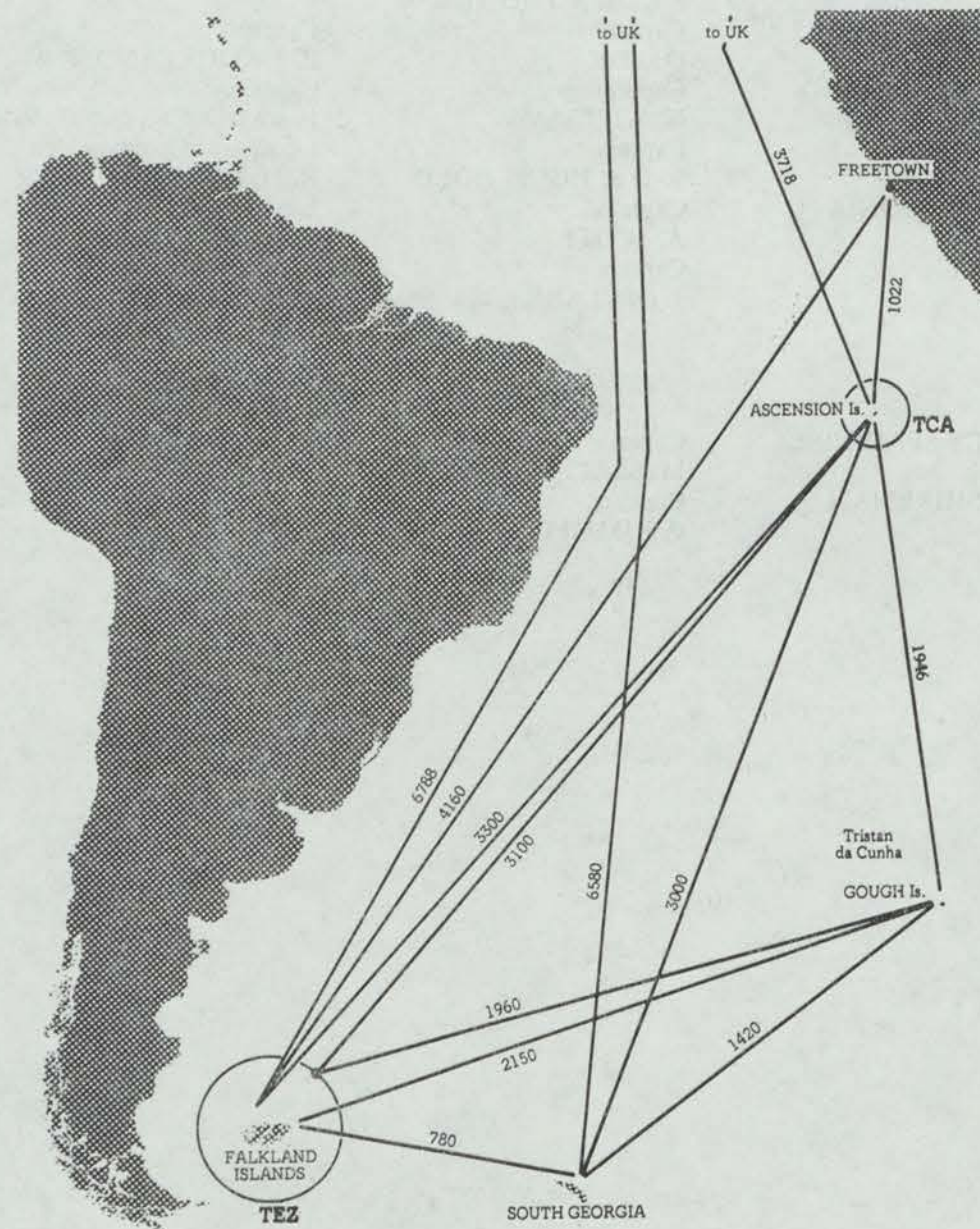 to UK
to UK
3718
FREETOWN
1022
ASCENSION Is.
TCA
1946
6788
4160
3300
3100
6580
3000
Tristan
da Cunha
GOUGH Is.
1960
2150
1420
780
FALKLAND
ISLANDS
TEZ
SOUTH GEORGIA